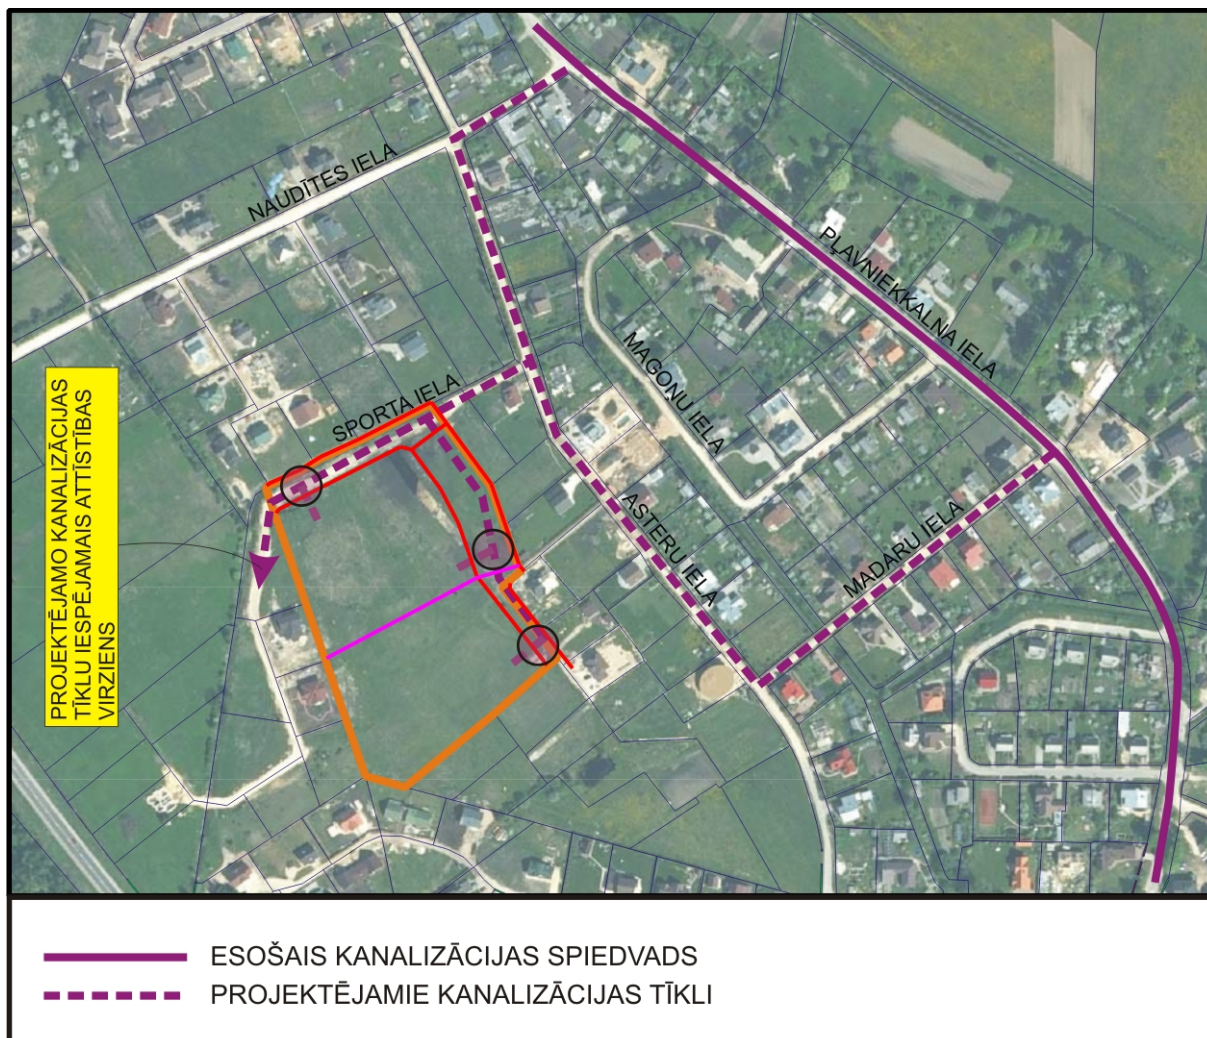 NAUDĪTES IELA
PĻAVNIEKKALNA IELA
MAGOŅU IELA
SPORTA IELA
ASTERU IELA
MADARU IELA
PROJEKTĒJAMO KANALIZĀCIJAS
TĪKLU IESPĒJAMAIS ATTĪSTĪBAS
VIRZIENS
ESOŠAIS KANALIZĀCIJAS SPIEDVADS
PROJEKTĒJAMIE KANALIZĀCIJAS TĪKLI